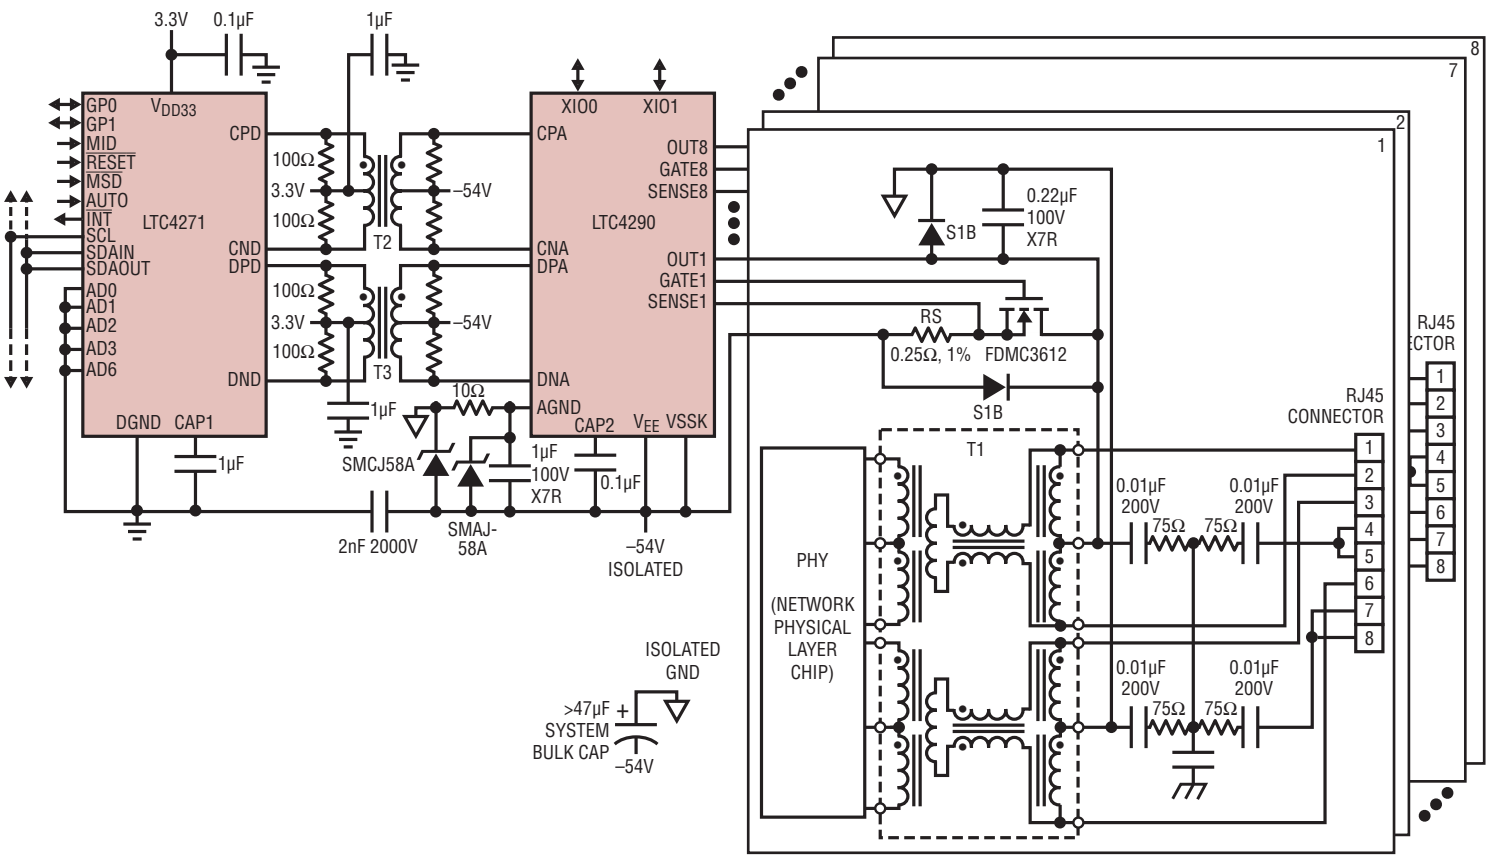 3.3V
0.1µF
1µF
8
7
2
1
GP0
GP1
MID
RESET
MSD
AUTO
INT
SCL
SDAIN
SDAOUT
AD0
AD1
AD2
AD3
AD6
VDD33
CPD
LTC4271
CND
DPD
DND
DGND
CAP1
100Ω
3.3V
100Ω
T2
–54V
100Ω
3.3V
100Ω
T3
–54V
1µF
1µF
XIO0
XIO1
CPA
LTC4290
CNA
DPA
DNA
AGND
CAP2
VEE
VSSK
OUT8
GATE8
SENSE8
OUT1
GATE1
SENSE1
10Ω
SMCJ58A
1µF
100V
X7R
0.1µF
SMAJ-
58A
2nF 2000V
–54V
ISOLATED
ISOLATED
GND
>47µF +
SYSTEM
BULK CAP
–54V
S1B
0.22µF
100V
X7R
RS
0.25Ω, 1%
FDMC3612
S1B
T1
PHY
(NETWORK
PHYSICAL
LAYER
CHIP)
0.01µF
200V
75Ω
75Ω
0.01µF
200V
0.01µF
200V
75Ω
75Ω
0.01µF
200V
RJ45
CONNECTOR
1
2
3
4
5
6
7
8
RJ45
ECTOR
1
2
3
4
5
6
7
8